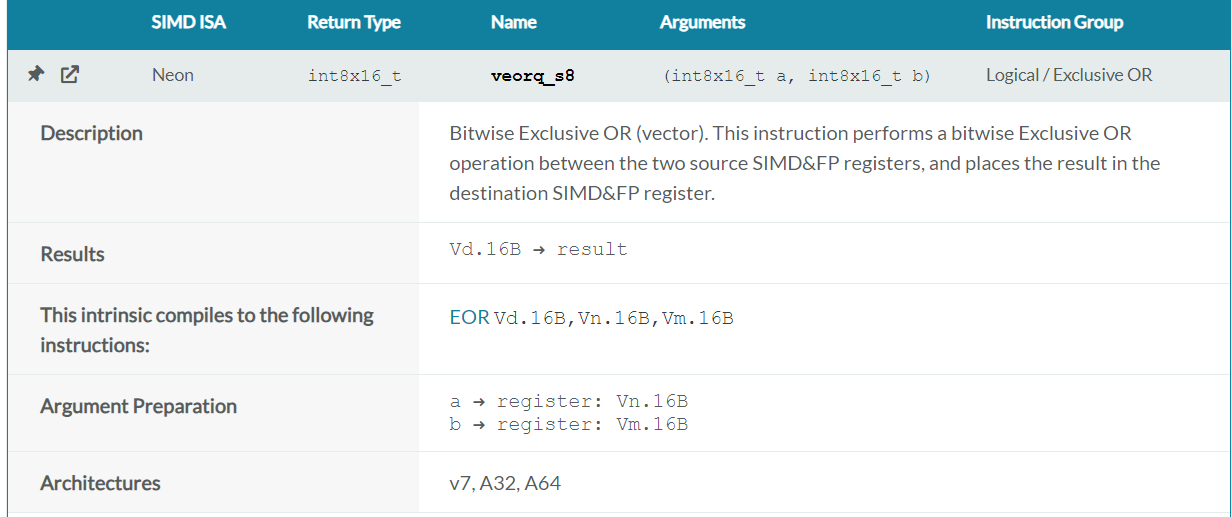 SIMD ISA Return Type Name Arguments Instruction Group
Neon int8x16_t veorq_s8 (int8x16_t a, int8x16_t b) Logical / Exclusive OR
Description
Bitwise Exclusive OR (vector). This instruction performs a bitwise Exclusive OR
operation between the two source SIMD&FP registers, and places the result in the
destination SIMD&FP register.
Results
Vd.16B → result
This intrinsic compiles to the following
instructions:
EOR Vd.16B,Vn.16B,Vm.16B
Argument Preparation
a → register: Vn.16B
b → register: Vm.16B
Architectures
v7, A32, A64